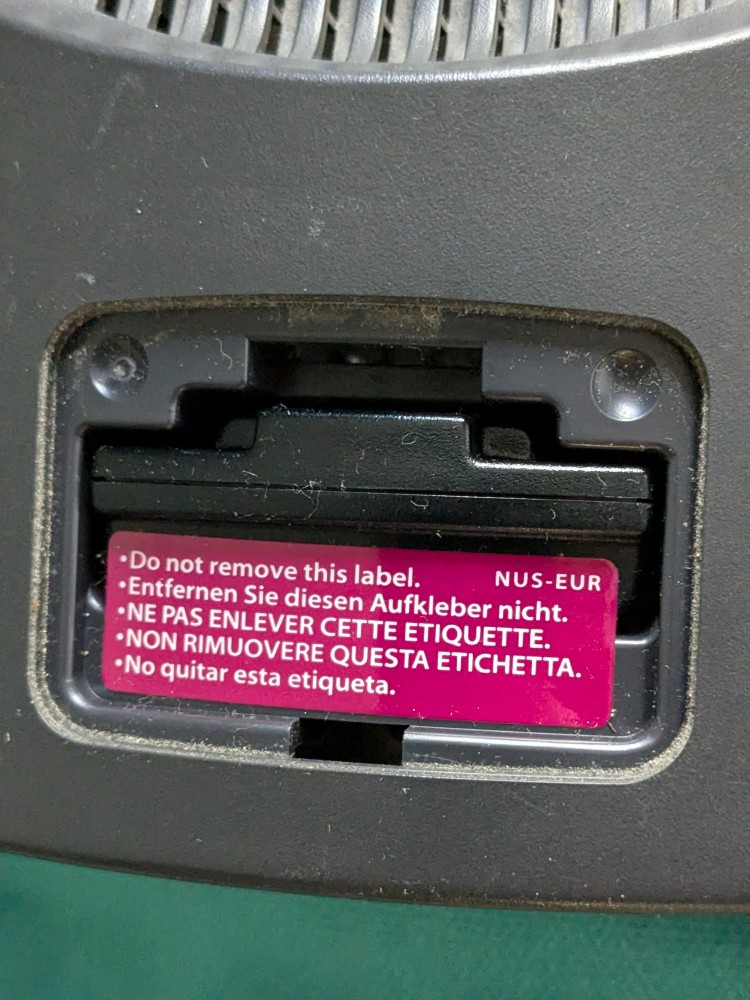 •Do not remove this label. NUS-EUR
•Entfernen Sie diesen Aufkleber nicht.
•NE PAS ENLEVER CETTE ETIQUETTE.
•NON RIMUOVERE QUESTA ETICHETTA.
•No quitar esta etiqueta.